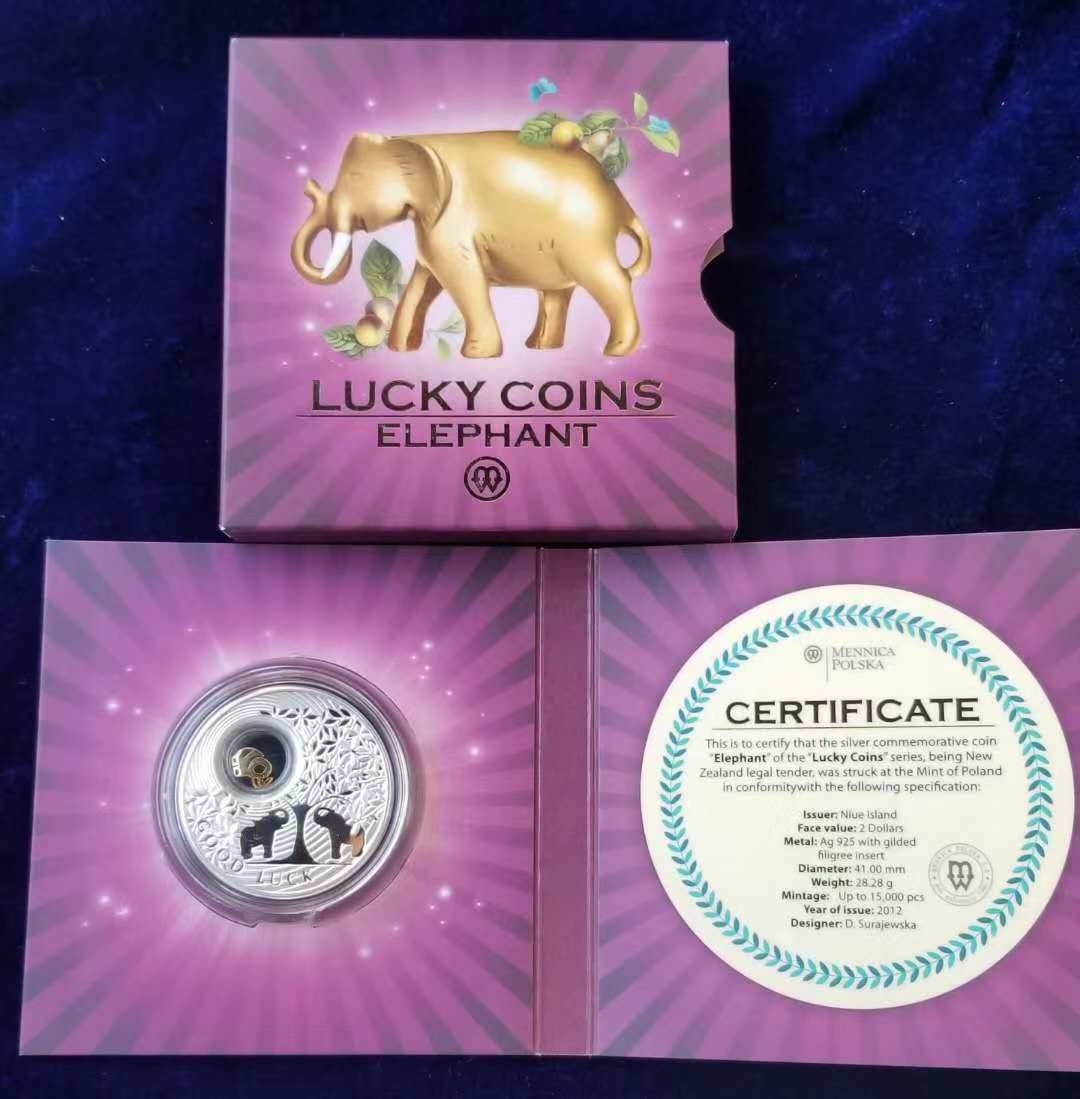 LUCKY COINS
ELEPHANT
GOOD LUCK
MENNICA
POLSKA
CERTIFICATE
This is to certify that the silver commemorative coin
"Elephant" of the "Lucky Coins" series, being New
Zealand legal tender, was struck at the Mint of Poland
in conformitywith the following specification:
Issuer: Niue Island
Face value: 2 Dollars
Metal: Ag 925 with gilded
filigree insert
Diameter: 41.00 mm
Weight: 28.28 g
Mintage: Up to 15,000 pcs
Year of issue: 2012
Designer: D. Surajewska